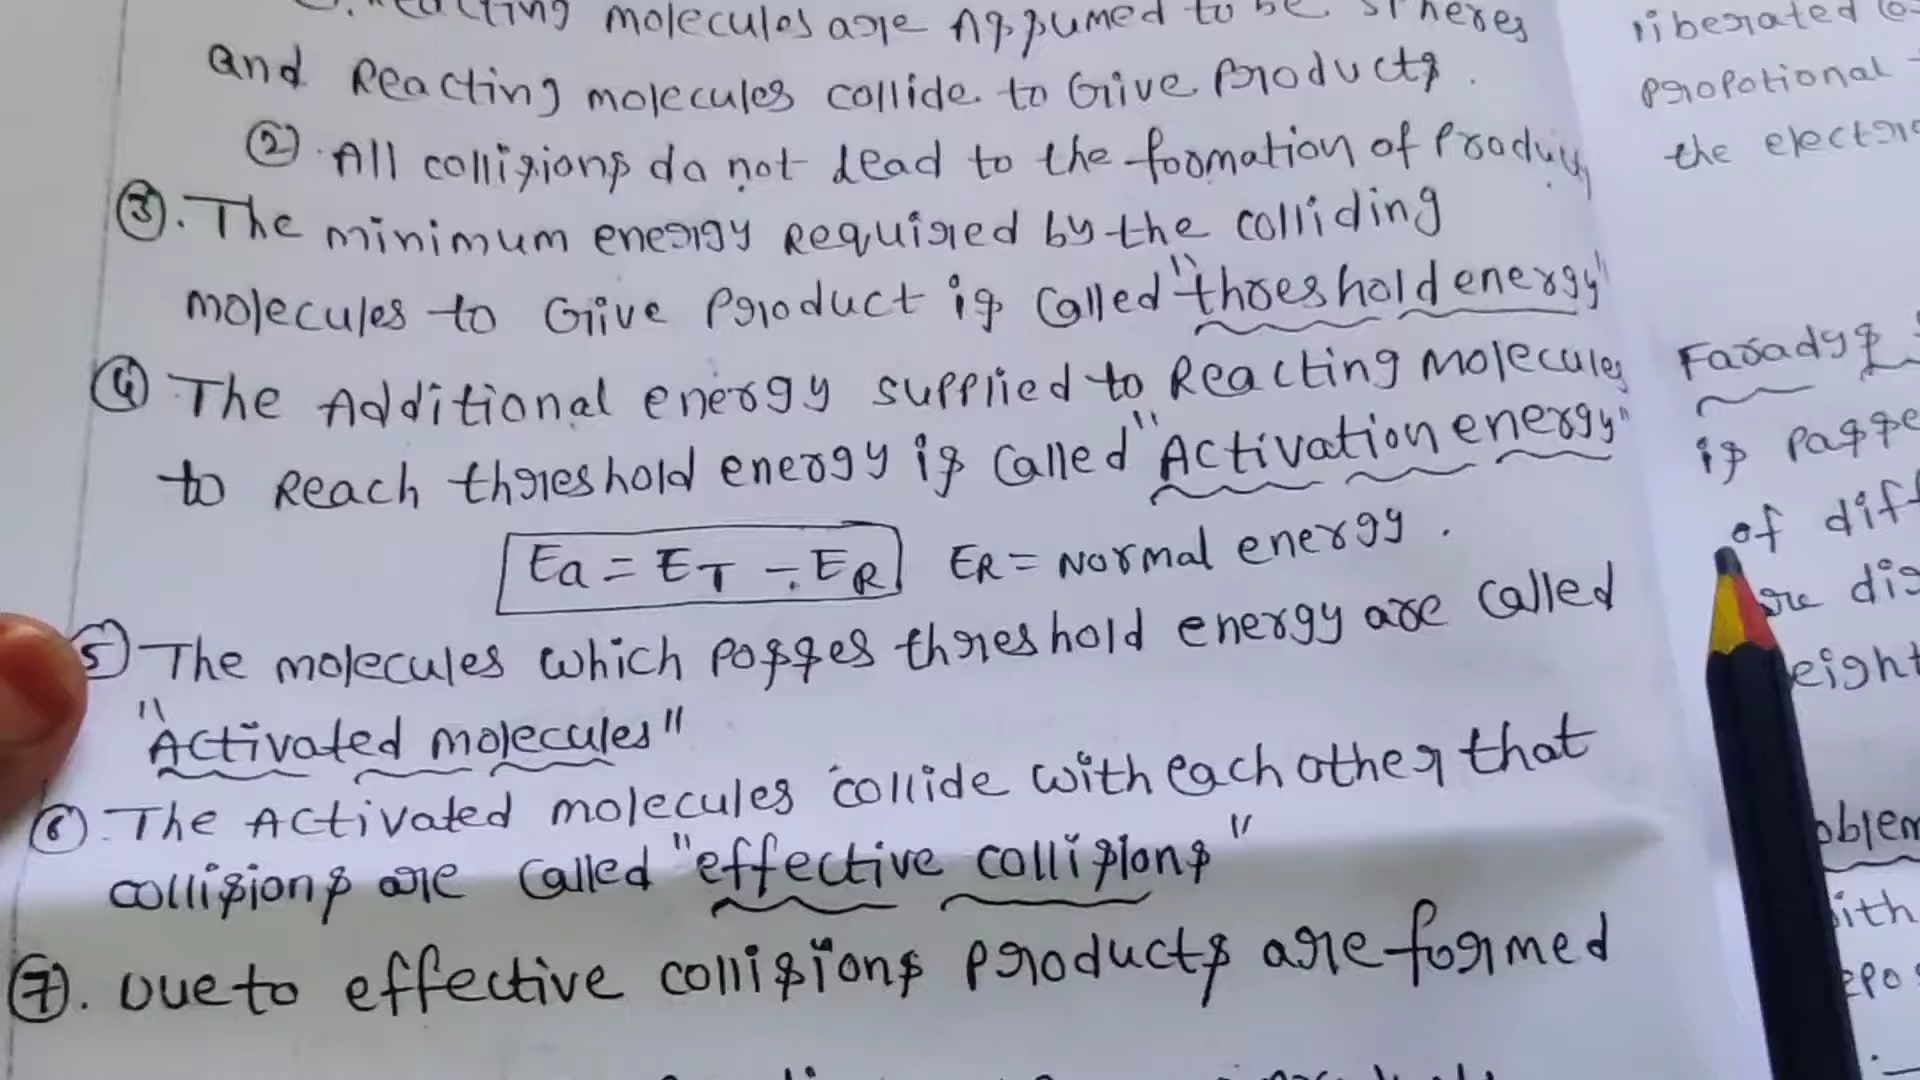 Reacting molecules are Assumed to be spheres
and Reacting molecules collide to Give Products.
②. All collisions do not lead to the formation of Products
③. The minimum energy Required by the colliding
molecules to Give Product is Called "threshold energy"
④ The Additional energy supplied to Reacting molecules
to Reach threshold energy is Called "Activation energy"
Ea = ET - ER ER = Normal energy.
⑤ The molecules which posses threshold energy are called
"Activated molecules"
⑥. The Activated molecules collide with each other that
collisions are Called "effective collisions"
⑦. Due to effective collisions products are formed
liberated
propotional
the
Faradys
is
of
are